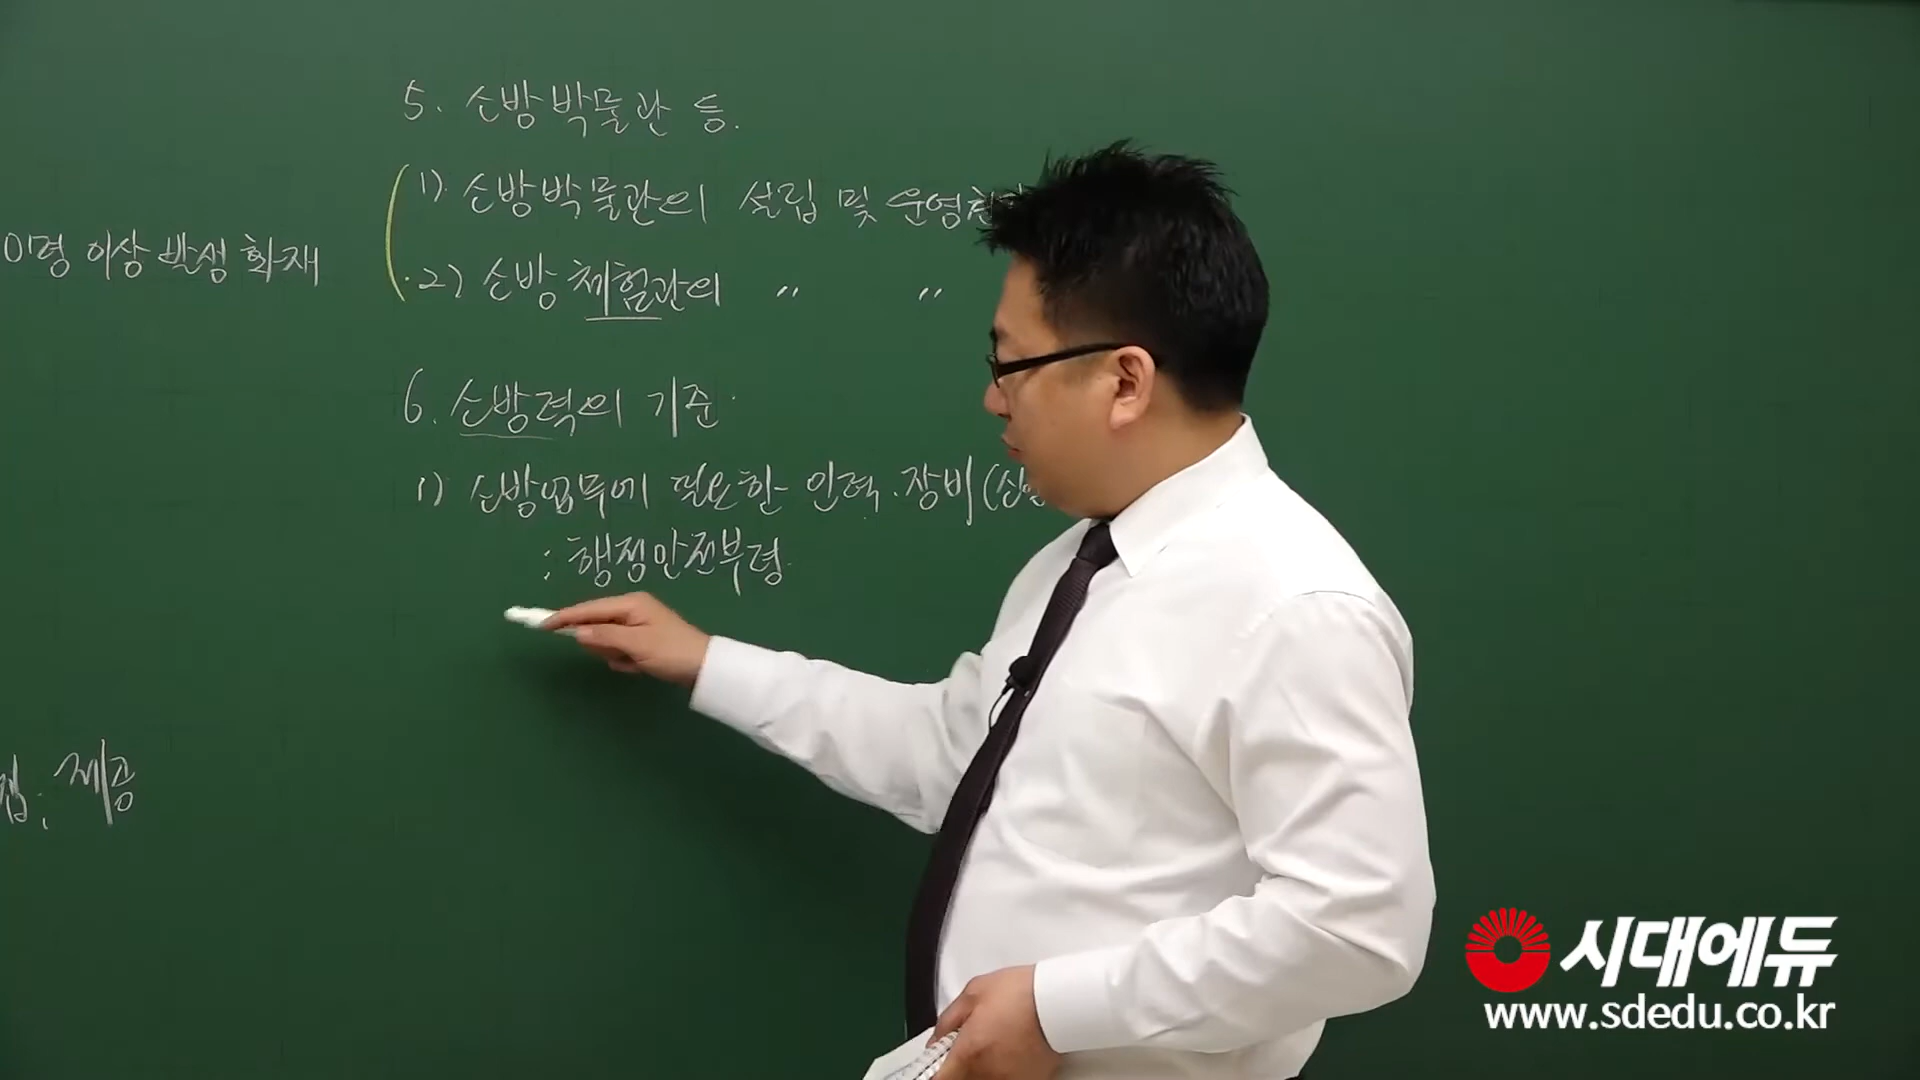 5. 소방박물관 등.
1). 소방박물관의 설립 및 운영
2) 소방체험관의 〃 〃
이상 발생 화재
6. 소방력의 기준
1) 소방업무에 필요한 인력·장비(
: 행정안전부령
제공
시대에듀
www.sdedu.co.kr